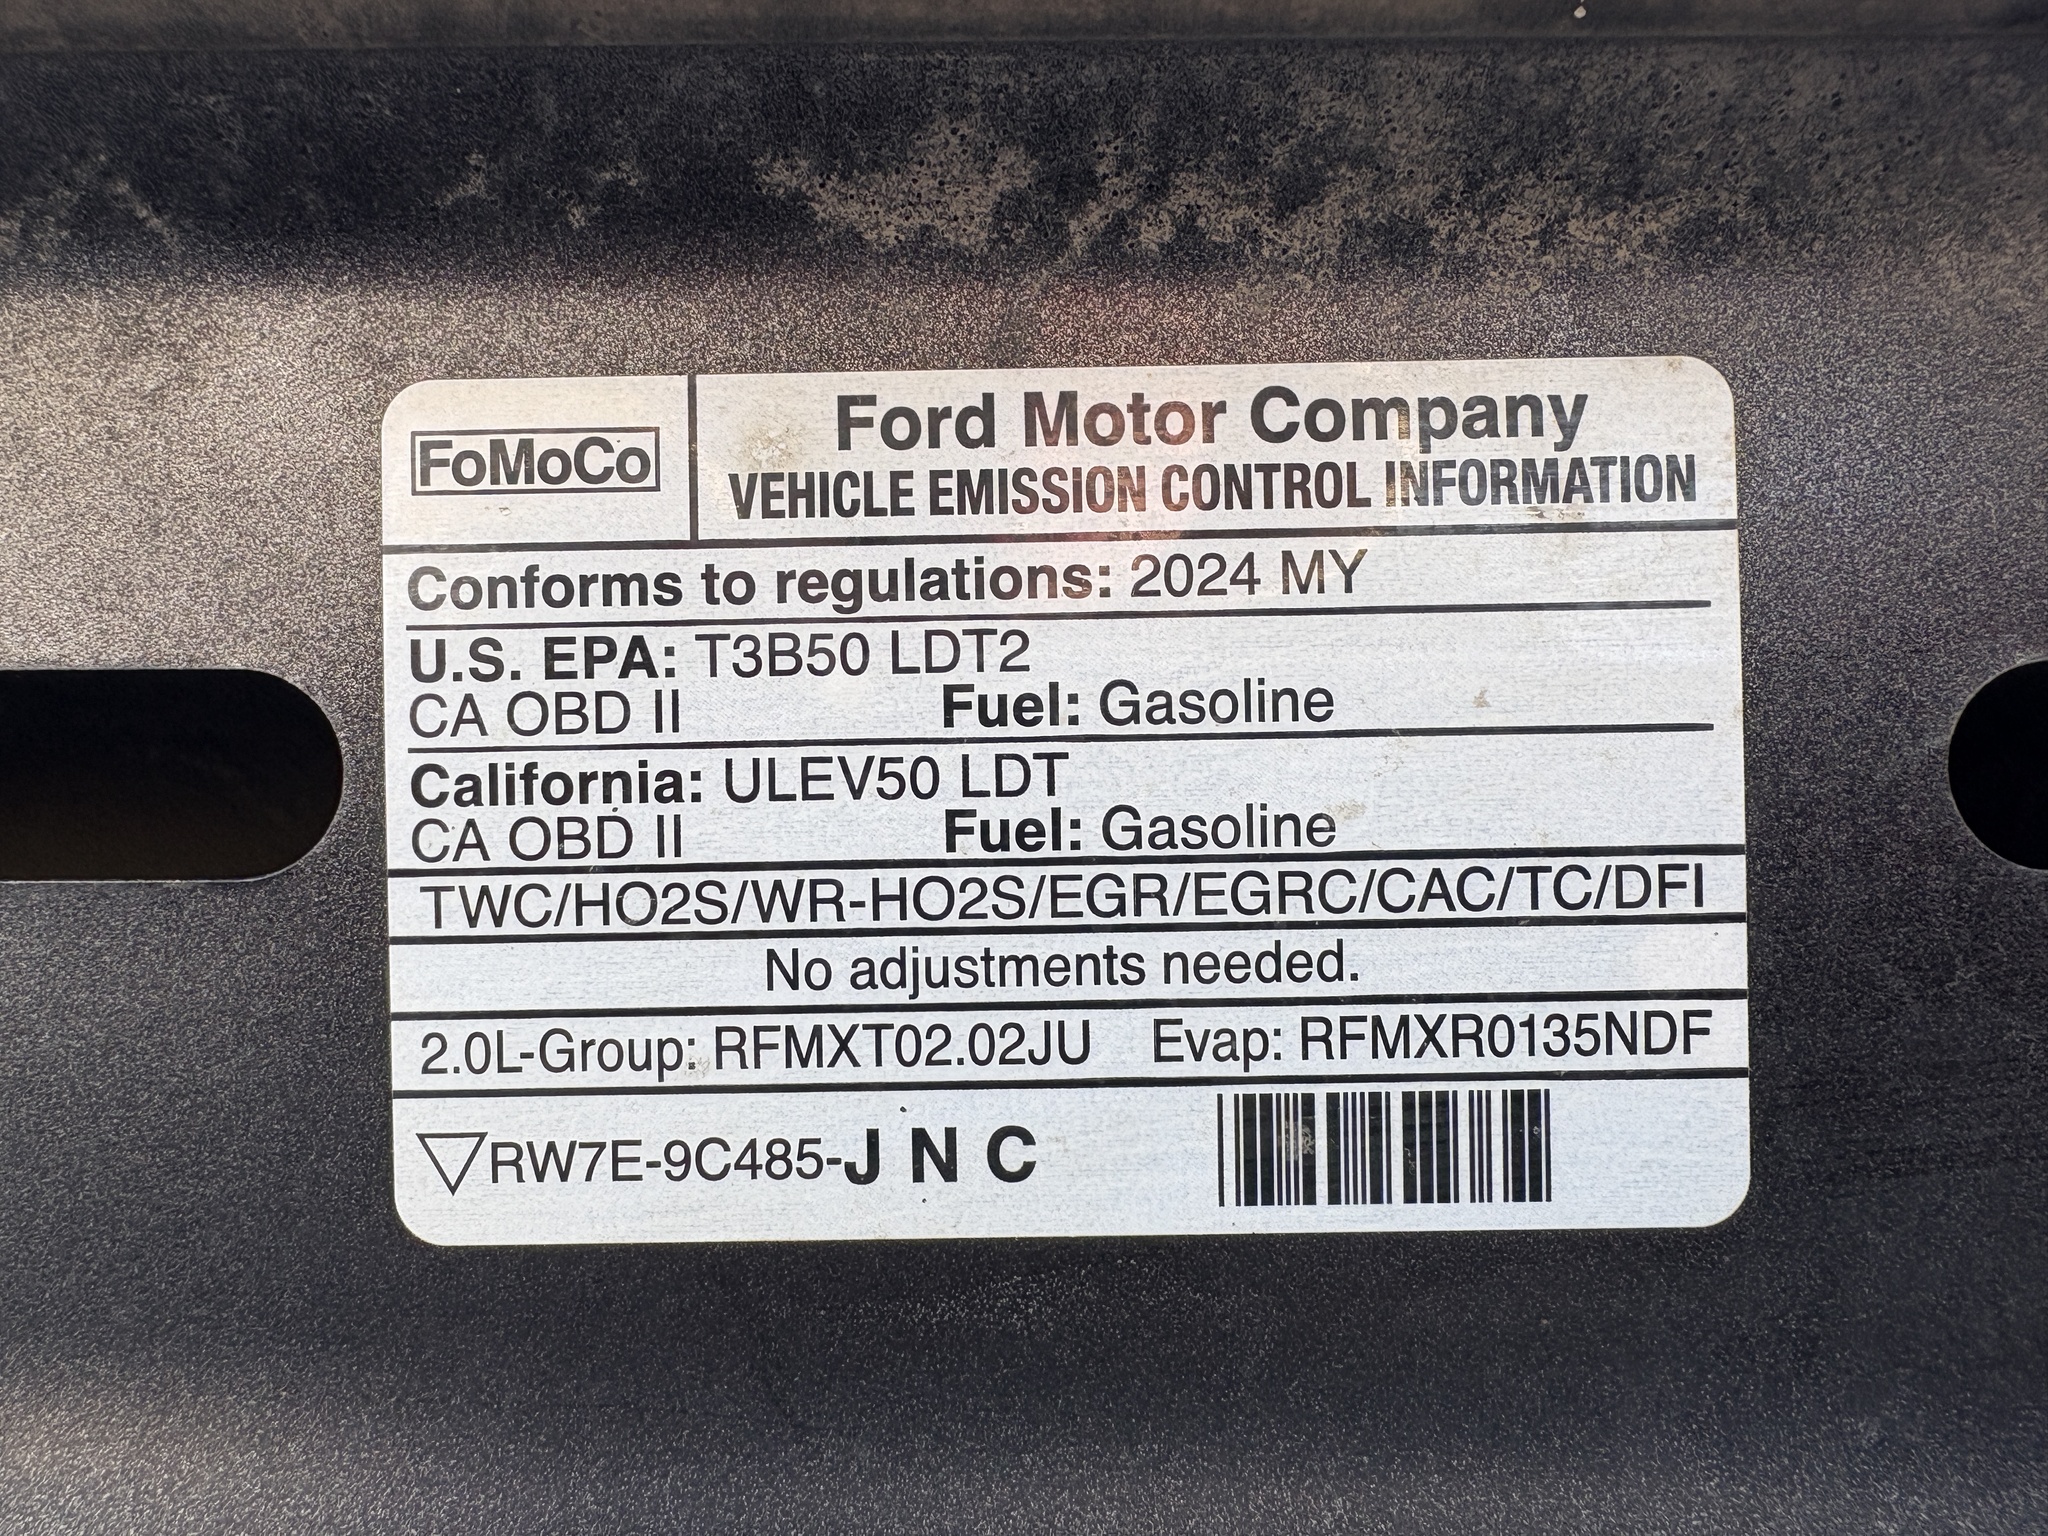 FoMoCo
Ford Motor Company
VEHICLE EMISSION CONTROL INFORMATION
Conforms to regulations: 2024 MY
U.S. EPA: T3B50 LDT2
CA OBD II Fuel: Gasoline
California: ULEV50 LDT
CA OBD II Fuel: Gasoline
TWC/HO2S/WR-HO2S/EGR/EGRC/CAC/TC/DFI
No adjustments needed.
2.0L-Group: RFMXT02.02JU Evap: RFMXR0135NDF
RW7E-9C485-J N C